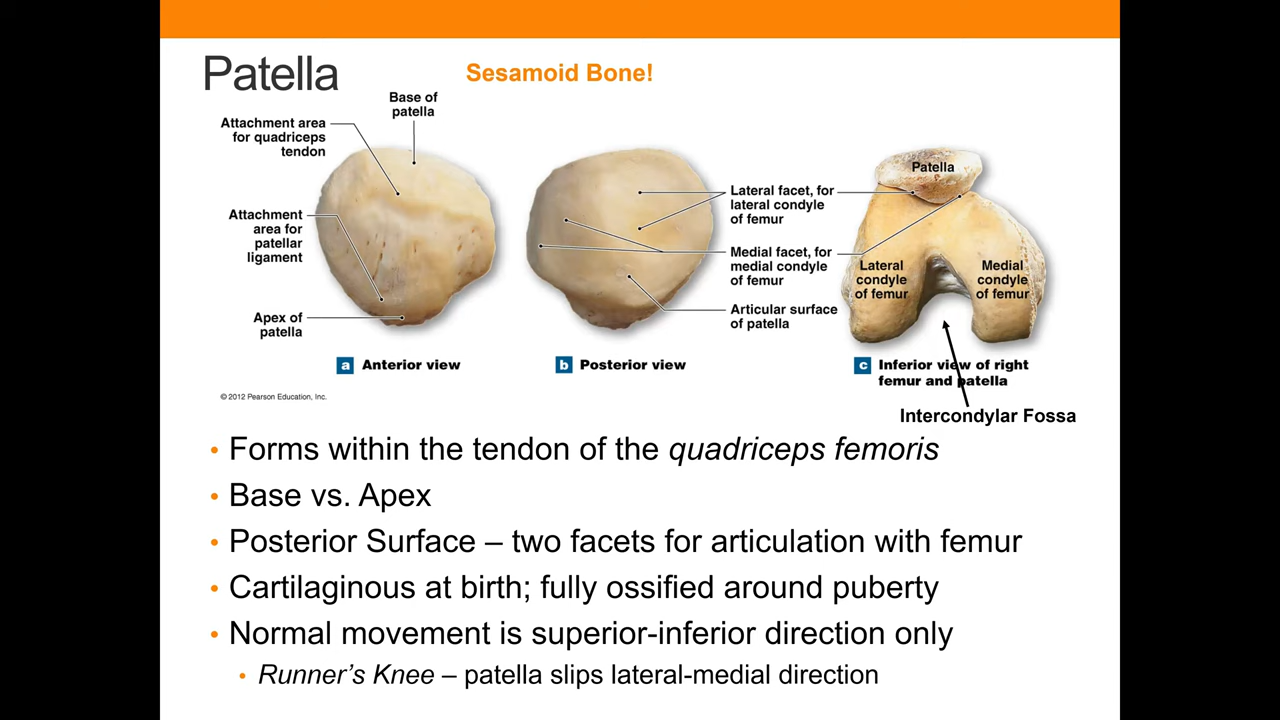 Patella
Sesamoid Bone!
Base of
patella
Attachment area
for quadriceps
tendon
Attachment
area for
patellar
ligament
Apex of
patella
Lateral facet, for
lateral condyle
of femur
Medial facet, for
medial condyle
of femur
Articular surface
of patella
Patella
Lateral
condyle
of femur
Medial
condyle
of femur
a Anterior view
b Posterior view
c Inferior view of right
femur and patella
© 2012 Pearson Education, Inc.
Intercondylar Fossa
• Forms within the tendon of the quadriceps femoris
• Base vs. Apex
• Posterior Surface – two facets for articulation with femur
• Cartilaginous at birth; fully ossified around puberty
• Normal movement is superior-inferior direction only
• Runner’s Knee – patella slips lateral-medial direction